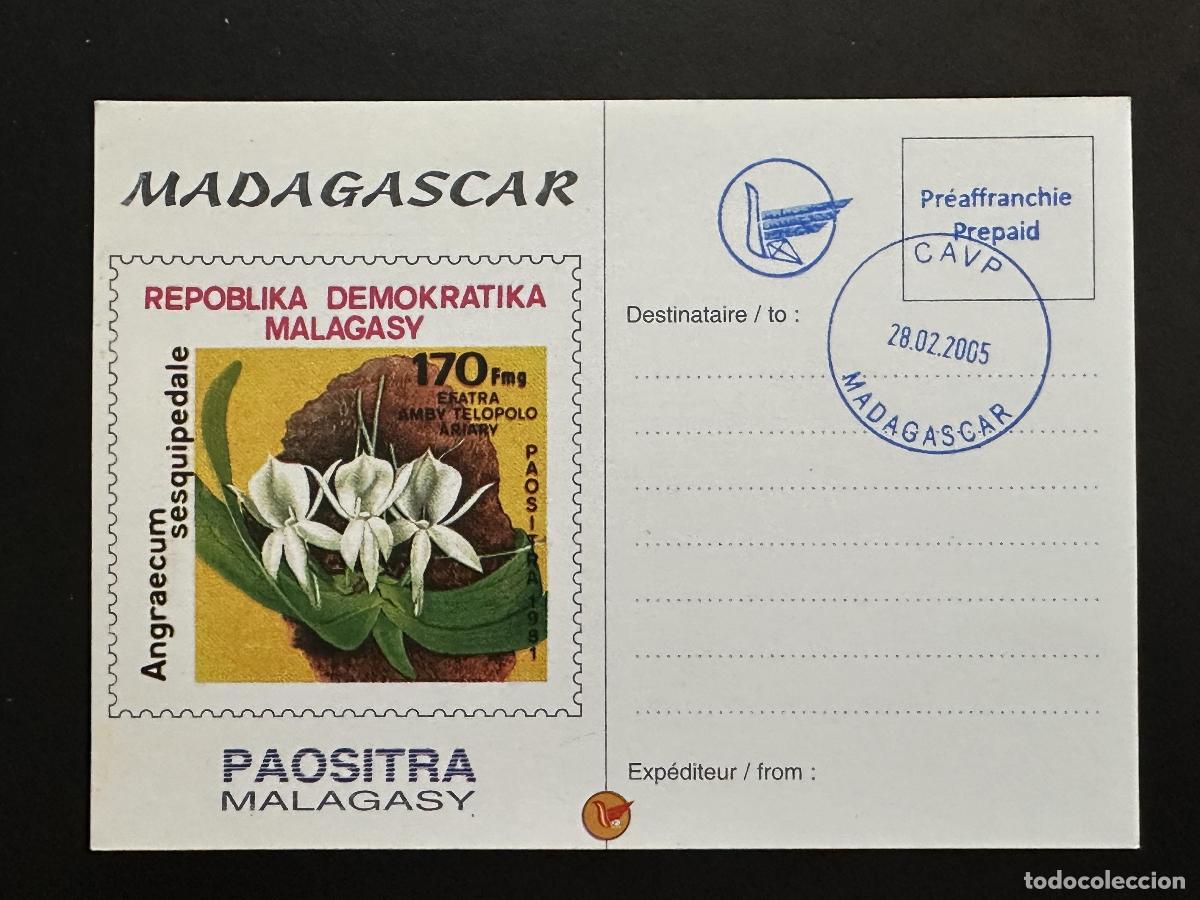 MADAGASCAR
REPOBLIKA DEMOKRATIKA
MALAGASY
Angraecum
sesquipedale
170 Fmg
EFATRA
AMBY TELOPOLO
ARIARY
PAOSITRA 1981
PAOSITRA
MALAGASY
Préaffranchie
Prepaid
CAVP
28.02.2005
MADAGASCAR
Destinataire / to :
Expéditeur / from :
todocoleccion